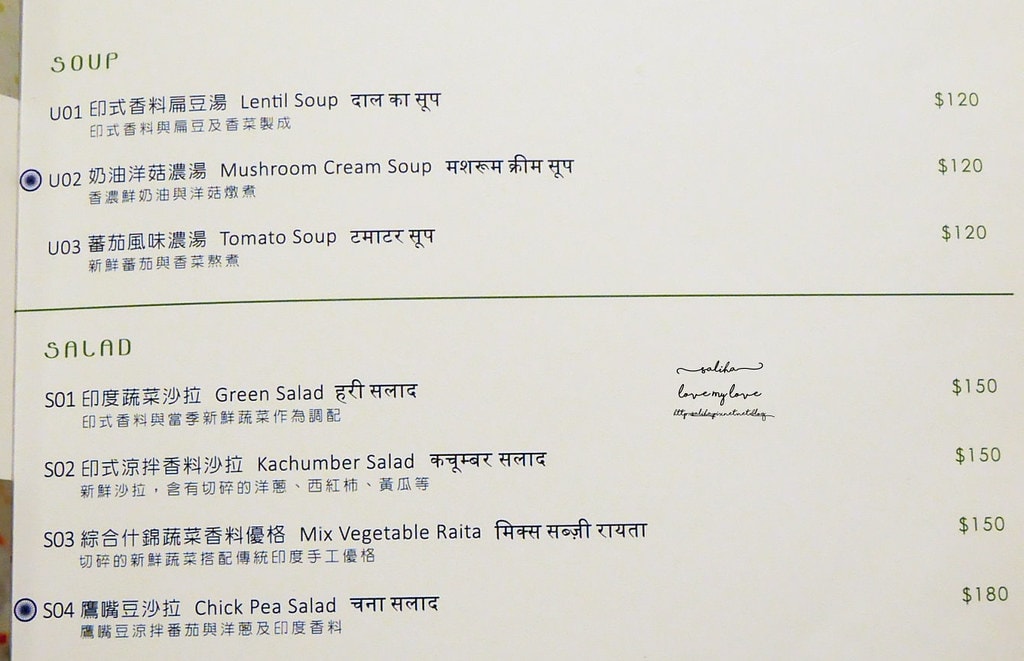 SOUP
U01 印式香料扁豆湯 Lentil Soup दाल का सूप $120
印式香料與扁豆及香菜製成
U02 奶油洋菇濃湯 Mushroom Cream Soup मशरूम क्रीम सूप $120
香濃鮮奶油與洋菇燉煮
U03 蕃茄風味濃湯 Tomato Soup टमाटर सूप $120
新鮮蕃茄與香菜熬煮
SALAD
saliha
love my love
S01 印度蔬菜沙拉 Green Salad हरी सलाद $150
印式香料與當季新鮮蔬菜作為調配
S02 印式涼拌香料沙拉 Kachumber Salad कचूम्बर सलाद $150
新鮮沙拉，含有切碎的洋蔥、西紅柿、黃瓜等
S03 綜合什錦蔬菜香料優格 Mix Vegetable Raita मिक्स सब्ज़ी रायता $150
切碎的新鮮蔬菜搭配傳統印度手工優格
S04 鷹嘴豆沙拉 Chick Pea Salad चना सलाद $180
鷹嘴豆涼拌番茄與洋蔥及印度香料